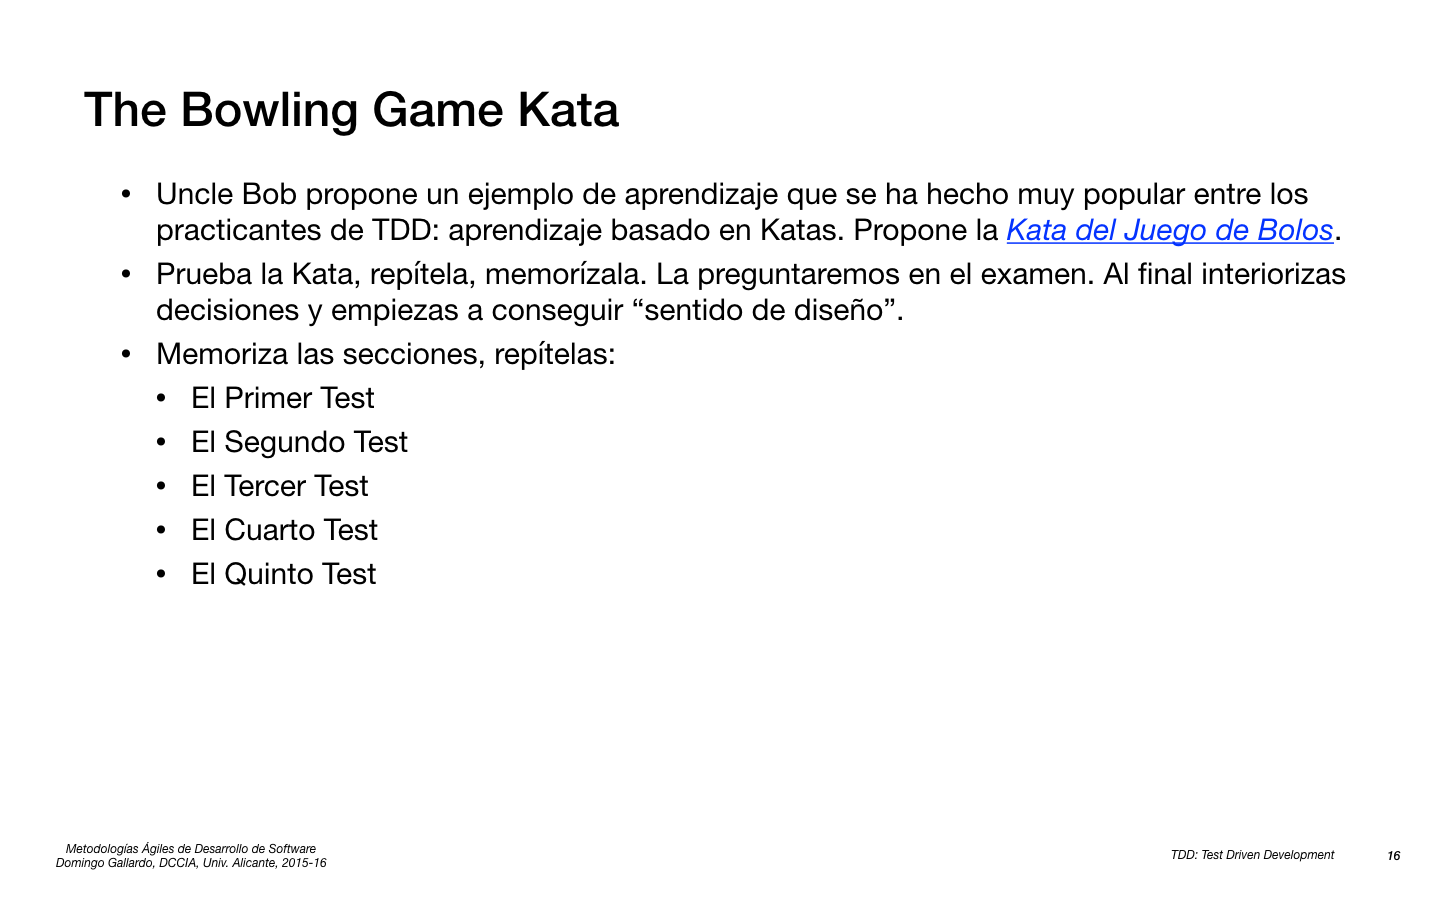 The Bowling Game Kata
• Uncle Bob propone un ejemplo de aprendizaje que se ha hecho muy popular entre los
practicantes de TDD: aprendizaje basado en Katas. Propone la Kata del Juego de Bolos.
• Prueba la Kata, repítela, memorízala. La preguntaremos en el examen. Al final interiorizas
decisiones y empiezas a conseguir “sentido de diseño”.
• Memoriza las secciones, repítelas:
• El Primer Test
• El Segundo Test
• El Tercer Test
• El Cuarto Test
• El Quinto Test
Metodologías Ágiles de Desarrollo de Software
Domingo Gallardo, DCCIA, Univ. Alicante, 2015-16
TDD: Test Driven Development
16